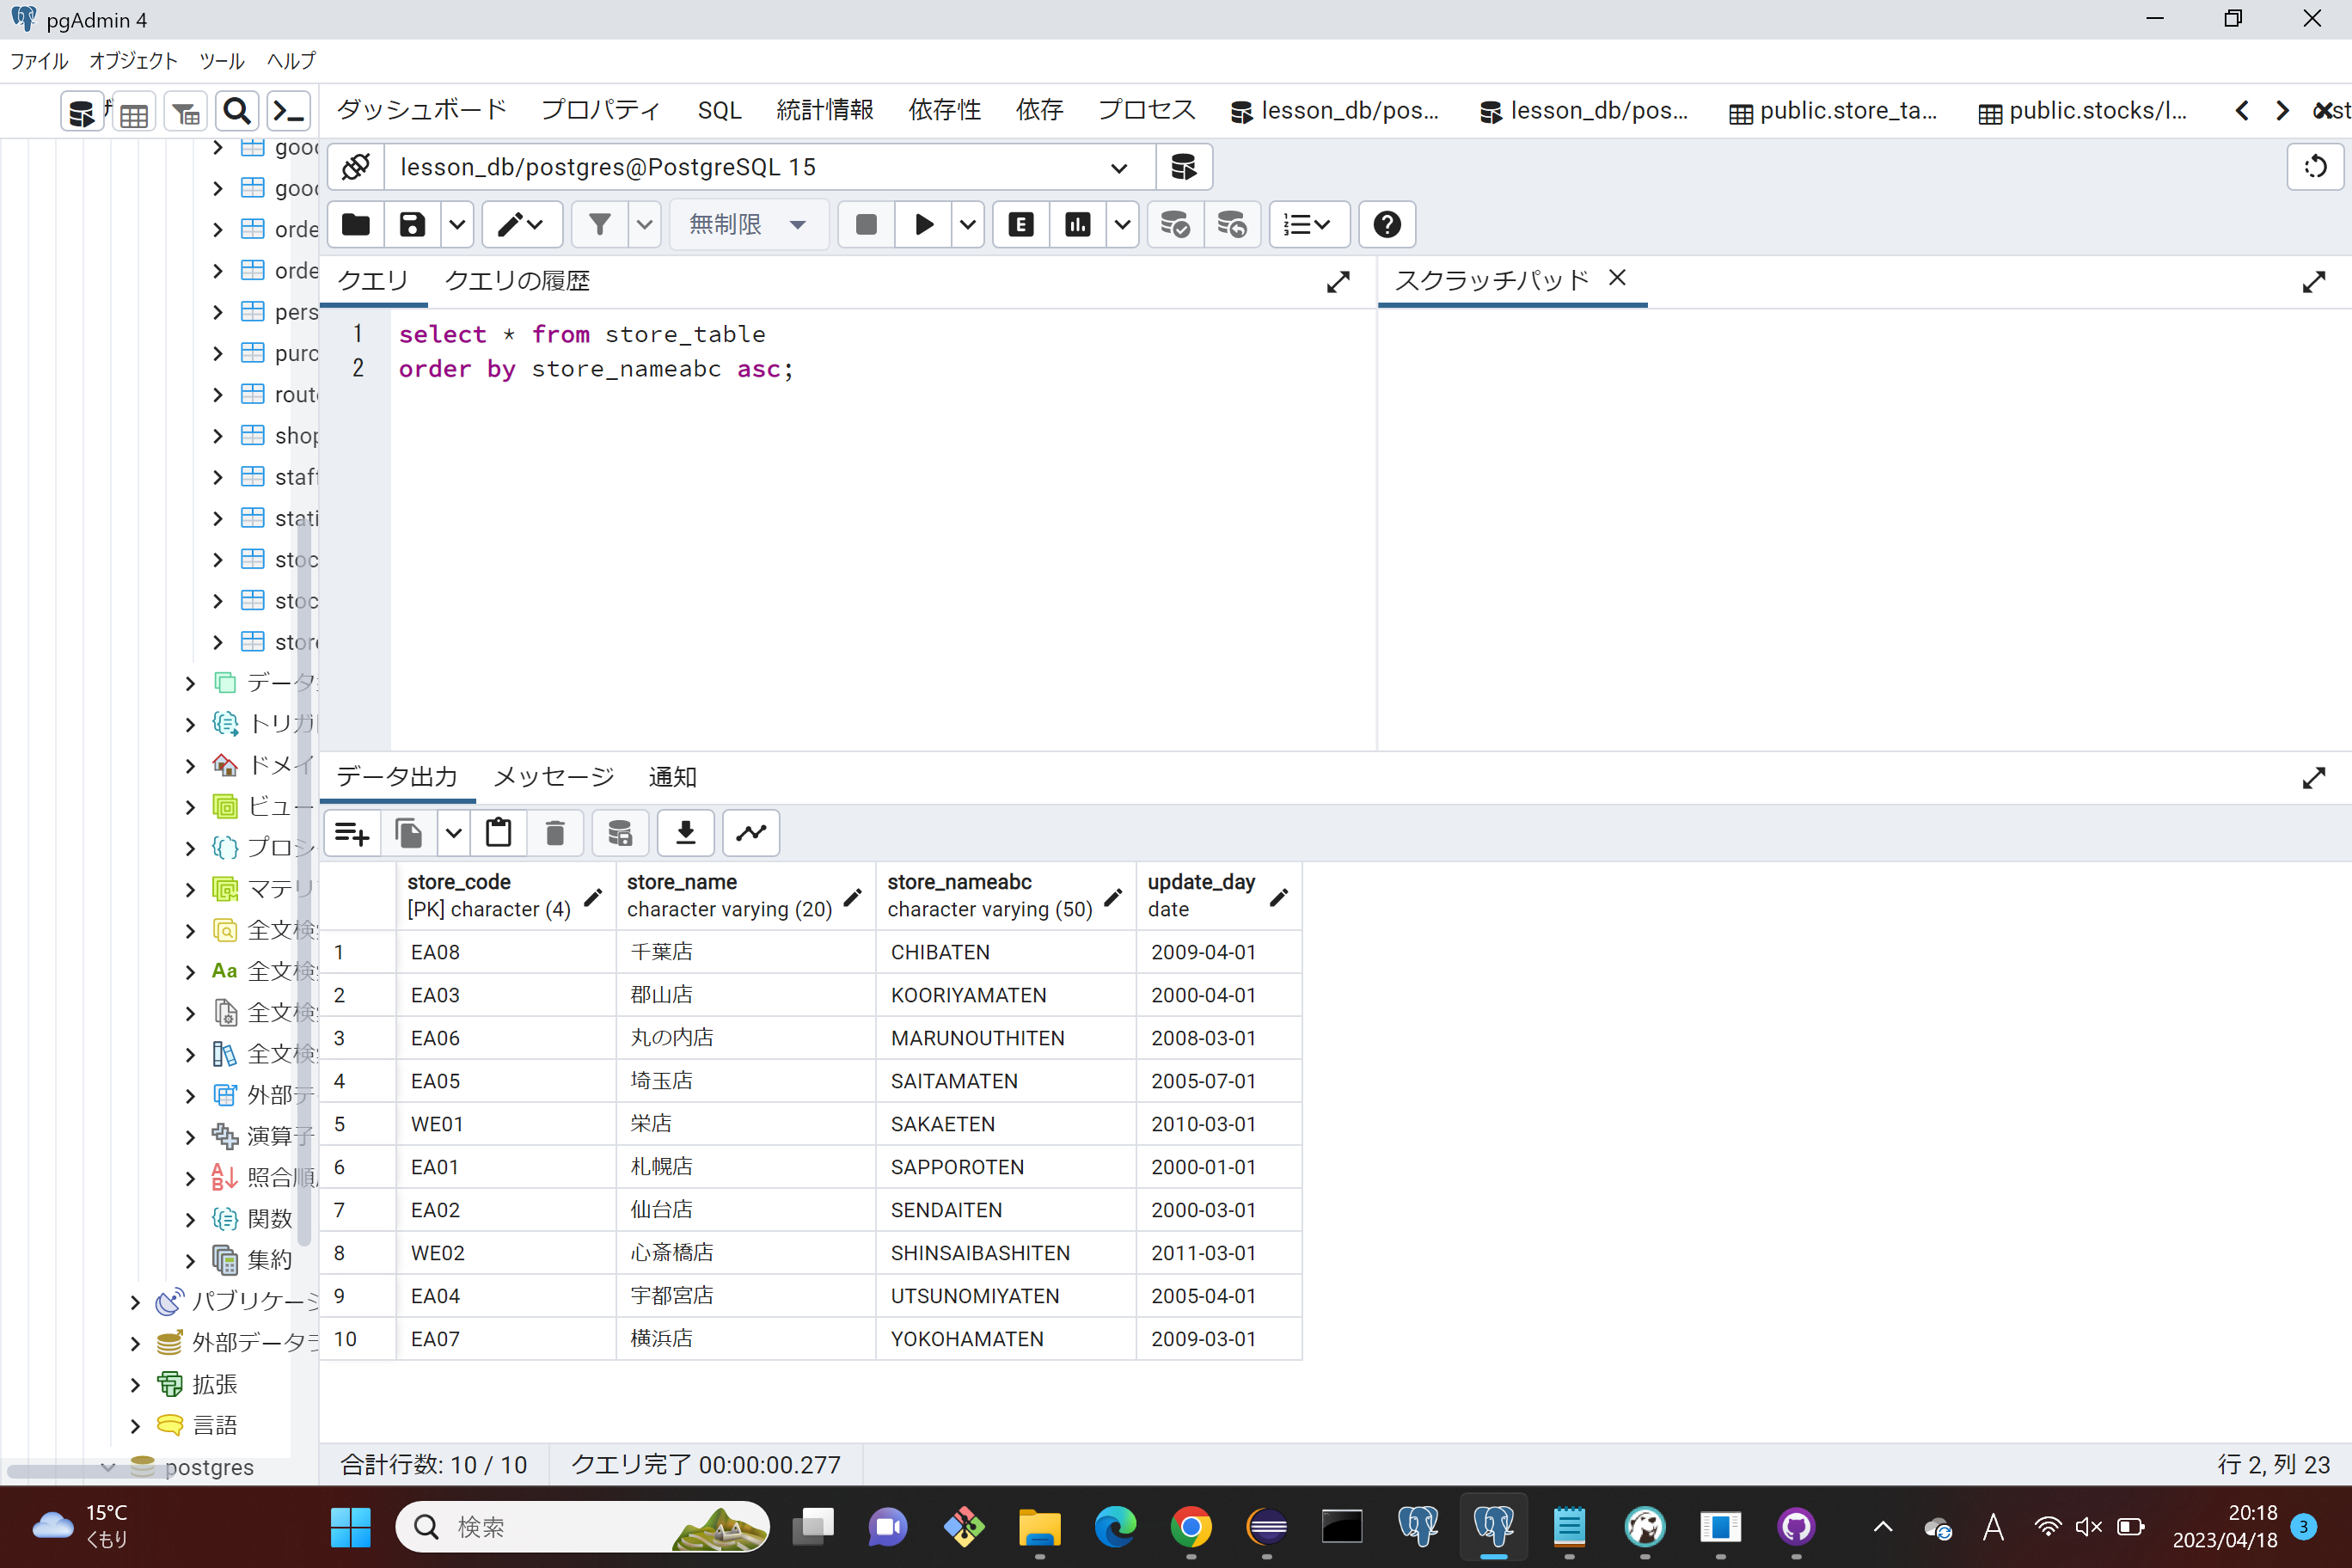 pgAdmin 4
ファイル オブジェクト ツール ヘルプ
ダッシュボード プロパティ SQL 統計情報 依存性 依存 プロセス lesson_db/pos... lesson_db/pos... public.store_ta... public.stocks/l...
lesson_db/postgres@PostgreSQL 15
無制限
クエリ クエリの履歴 スクラッチパッド
1 select * from store_table
2 order by store_nameabc asc;
good
good
orde
orde
pers
purc
route
shop
staff
stati
stoc
stoc
store
データ
トリガ
ドメイ
ビュー
プロシ
マテリ
全文検
Aa 全文検
全文検
全文検
外部テ
演算子
照合順
関数
集約
パブリケーシ
外部データラ
拡張
言語
postgres
データ出力 メッセージ 通知
store_code store_name store_nameabc update_day
[PK] character (4) character varying (20) character varying (50) date
1 EA08 千葉店 CHIBATEN 2009-04-01
2 EA03 郡山店 KOORIYAMATEN 2000-04-01
3 EA06 丸の内店 MARUNOUTHITEN 2008-03-01
4 EA05 埼玉店 SAITAMATEN 2005-07-01
5 WE01 栄店 SAKAETEN 2010-03-01
6 EA01 札幌店 SAPPOROTEN 2000-01-01
7 EA02 仙台店 SENDAITEN 2000-03-01
8 WE02 心斎橋店 SHINSAIBASHITEN 2011-03-01
9 EA04 宇都宮店 UTSUNOMIYATEN 2005-04-01
10 EA07 横浜店 YOKOHAMATEN 2009-03-01
合計行数: 10 / 10 クエリ完了 00:00:00.277 行 2, 列 23
15°C
くもり
検索
A
20:18
2023/04/18
3